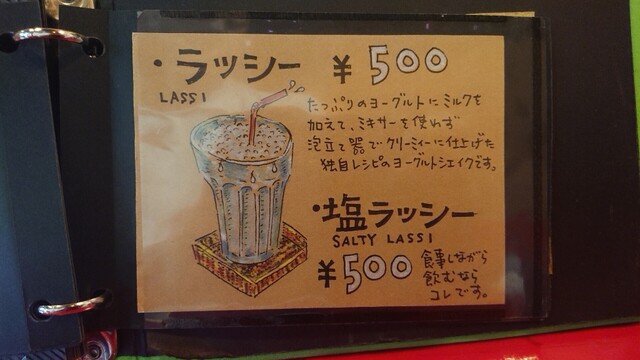 ・ラッシー ￥500
LASSI
たっぷりのヨーグルトにミルクを
加えて、ミキサーを使わず
泡立て器でクリーミィーに仕上げた
独自レシピのヨーグルトシェイクです。
・塩ラッシー
SALTY LASSI
￥500
食事しながら
飲むなら
コレです。